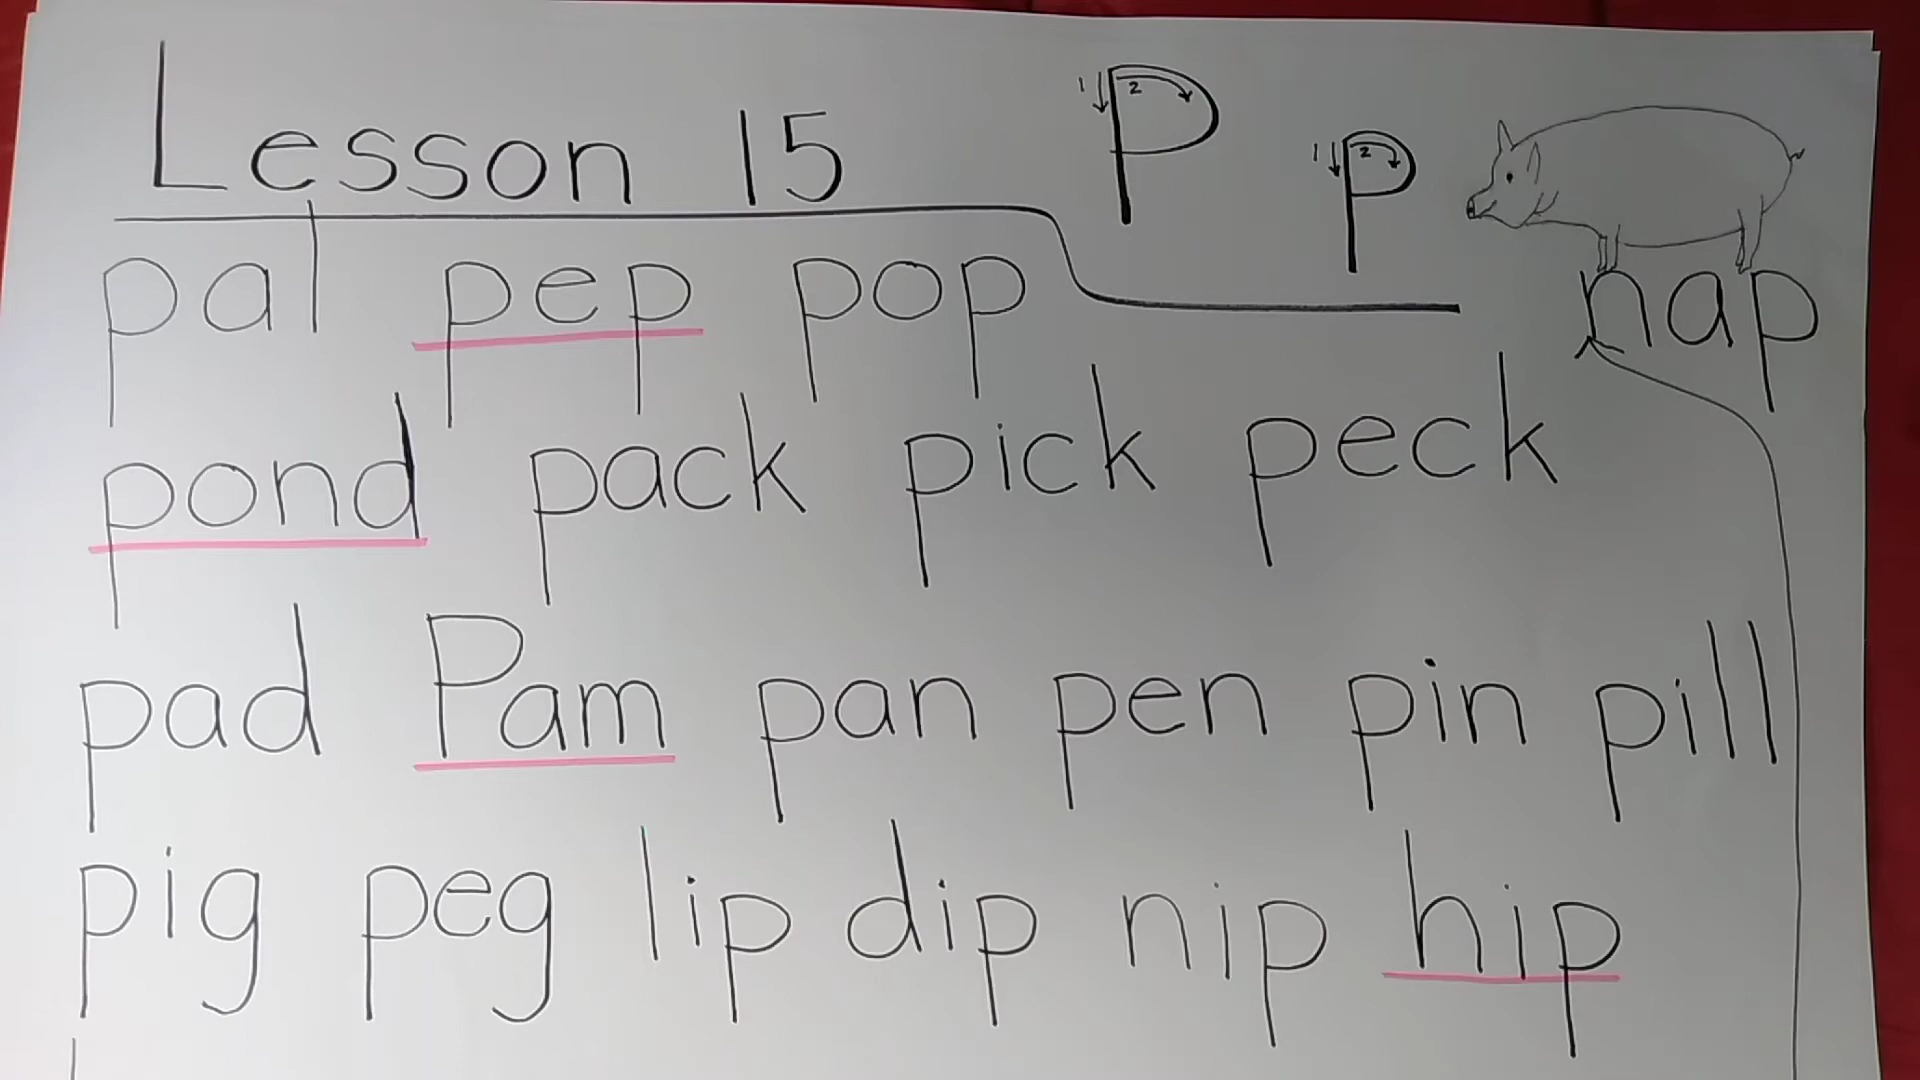 Lesson 15 P p
pal pep pop nap
pond pack pick peck
pad Pam pan pen pin pill
pig peg lip dip nip hip